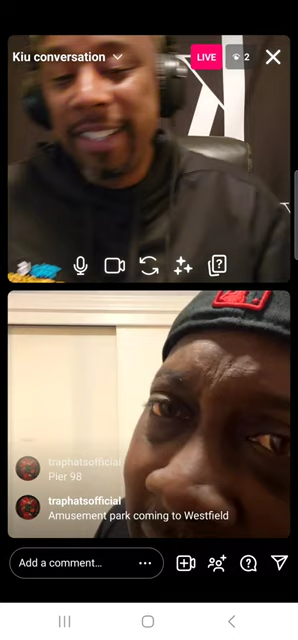 Kiu conversation
LIVE
2
traphatsofficial
Pier 98
traphatsofficial
Amusement park coming to Westfield
Add a comment...